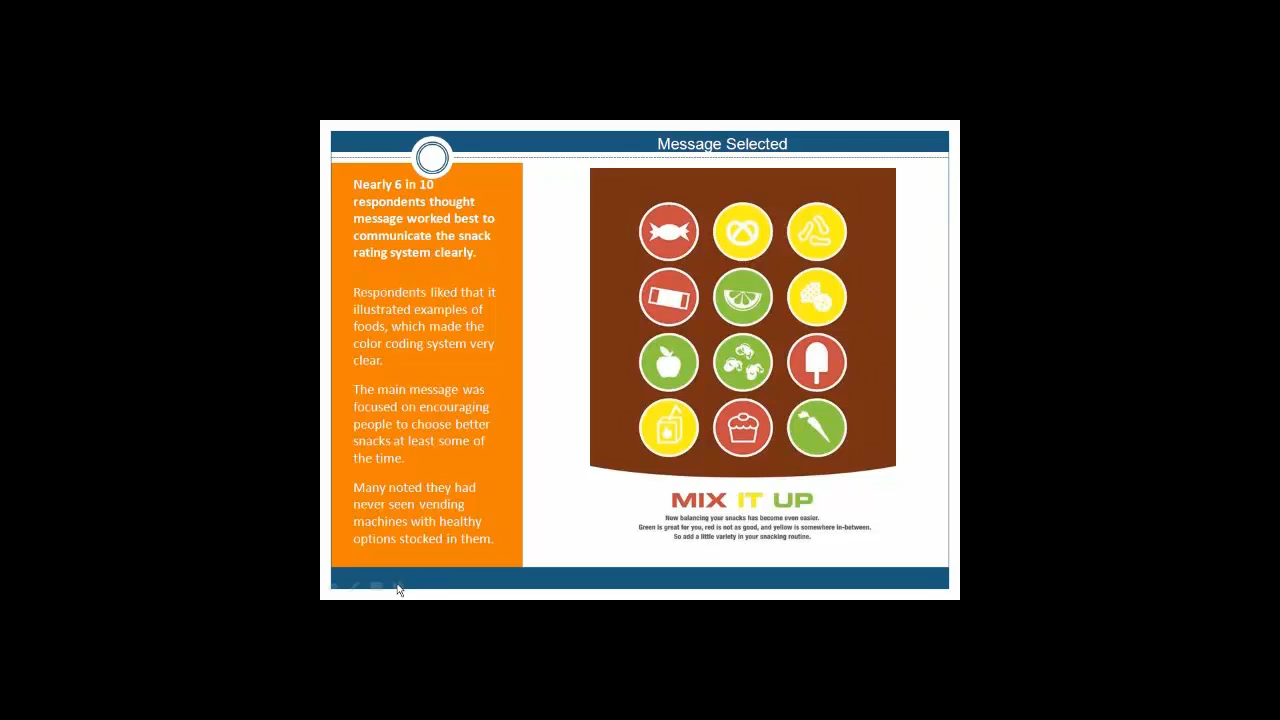 Message Selected
Nearly 6 in 10
respondents thought
message worked best to
communicate the snack
rating system clearly.
Respondents liked that it
illustrated examples of
foods, which made the
color coding system very
clear.
The main message was
focused on encouraging
people to choose better
snacks at least some of
the time.
Many noted they had
never seen vending
machines with healthy
options stocked in them.
MIX IT UP
Now balancing your snacks has become even easier.
Green is great for you, red is not as good, and yellow is somewhere in-between.
So add a little variety in your snacking routine.